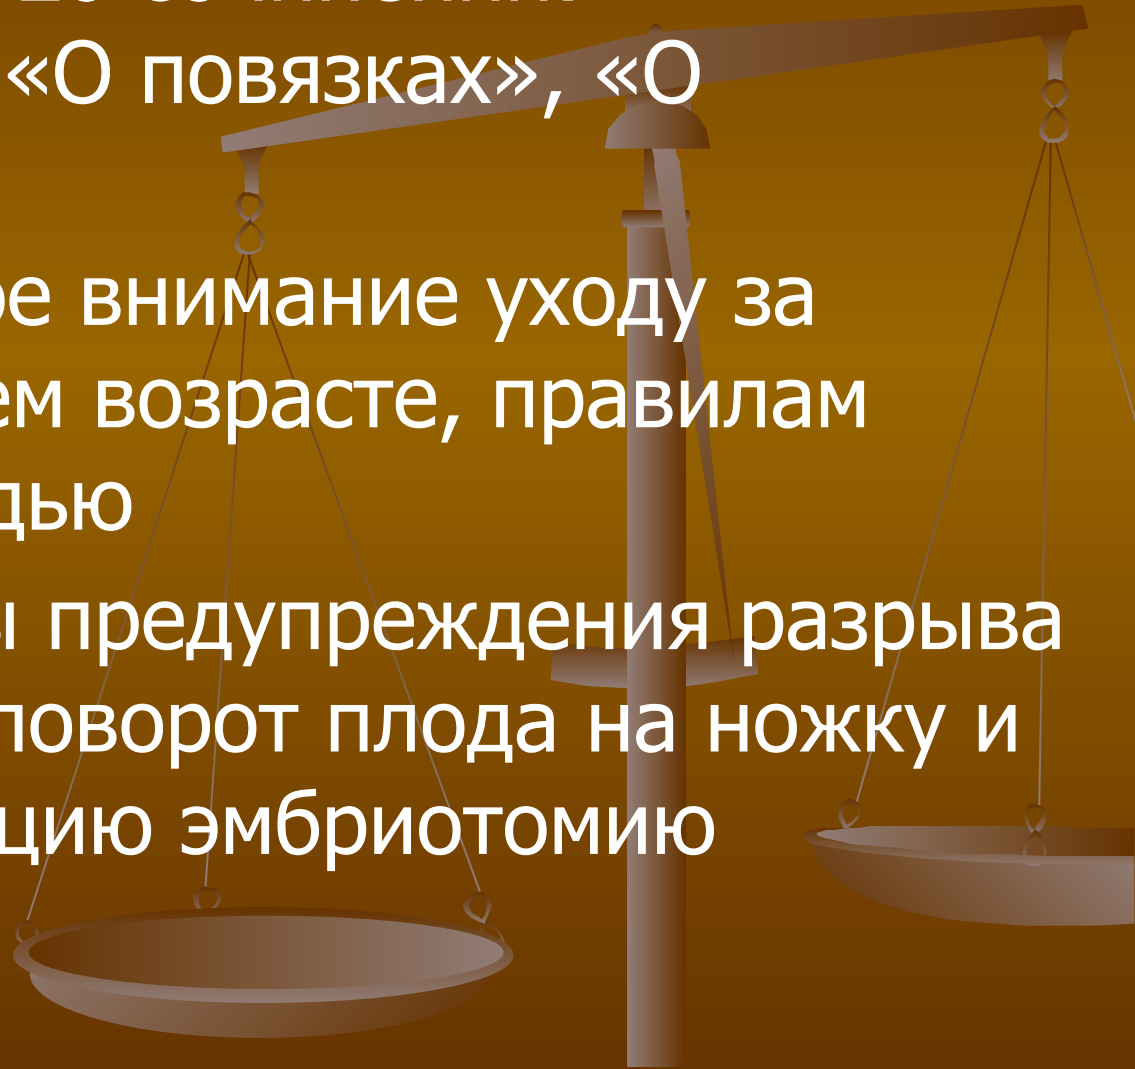 «О повязках», «О
ое внимание уходу за
ем возрасте, правилам
дью
ы предупреждения разрыва
поворот плода на ножку и
цию эмбриотомию